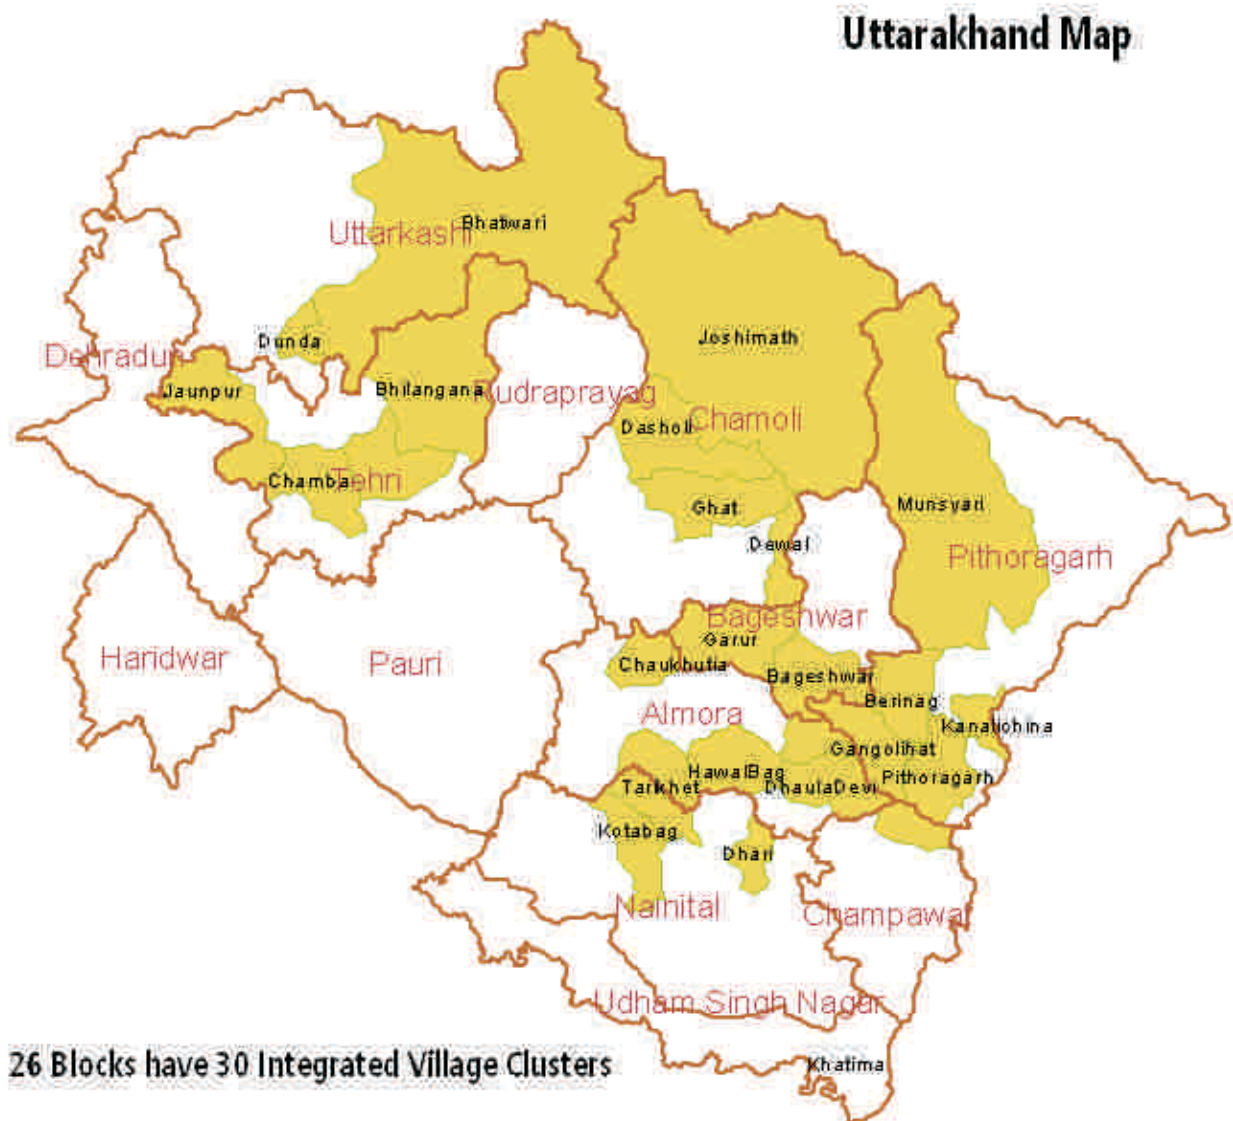 Uttarakhand Map
Bhatwari
Uttarkashi
Dunda
Joshimath
Dehradun
Jaunpur
Bhilangana
Rudraprayag
Chamoli
Dasholi
Chamba
Tehri
Ghat
Munsyari
Dewal
Pithoragarh
Bageshwar
Garur
Haridwar
Pauri
Chaukhutia
Bageshwar
Berinag
Almora
Kanalichina
Gangolihat
HawalBag
Pithoragarh
Tarikhet
DhaulaDevi
Kotabag
Dhari
Nainital
Champawat
Udham Singh Nagar
26 Blocks have 30 Integrated Village Clusters
Khatima